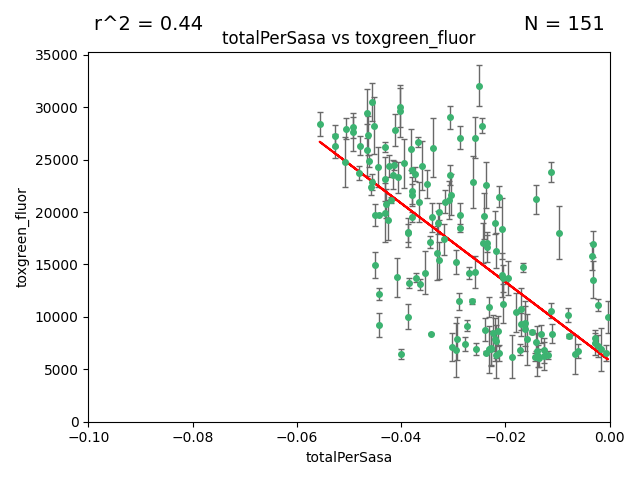 r^2 = 0.44
N = 151
totalPerSasa vs toxgreen_fluor
35000
30000
25000
20000
15000
10000
5000
0
toxgreen_fluor
−0.10
−0.08
−0.06
−0.04
−0.02
0.00
totalPerSasa